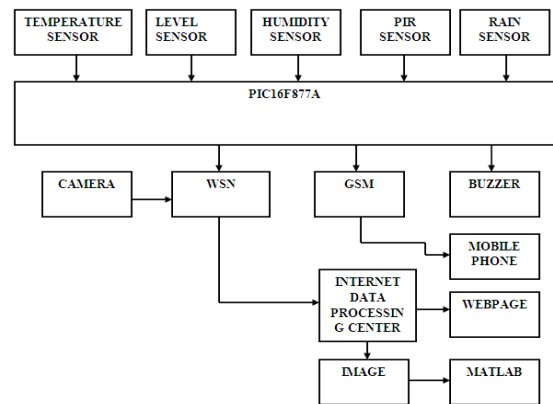 TEMPERATURE
SENSOR
LEVEL
SENSOR
HUMIDITY
SENSOR
PIR
SENSOR
RAIN
SENSOR
PIC16F877A
CAMERA
WSN
GSM
BUZZER
MOBILE
PHONE
INTERNET
DATA
PROCESSIN
G CENTER
WEBPAGE
IMAGE
MATLAB